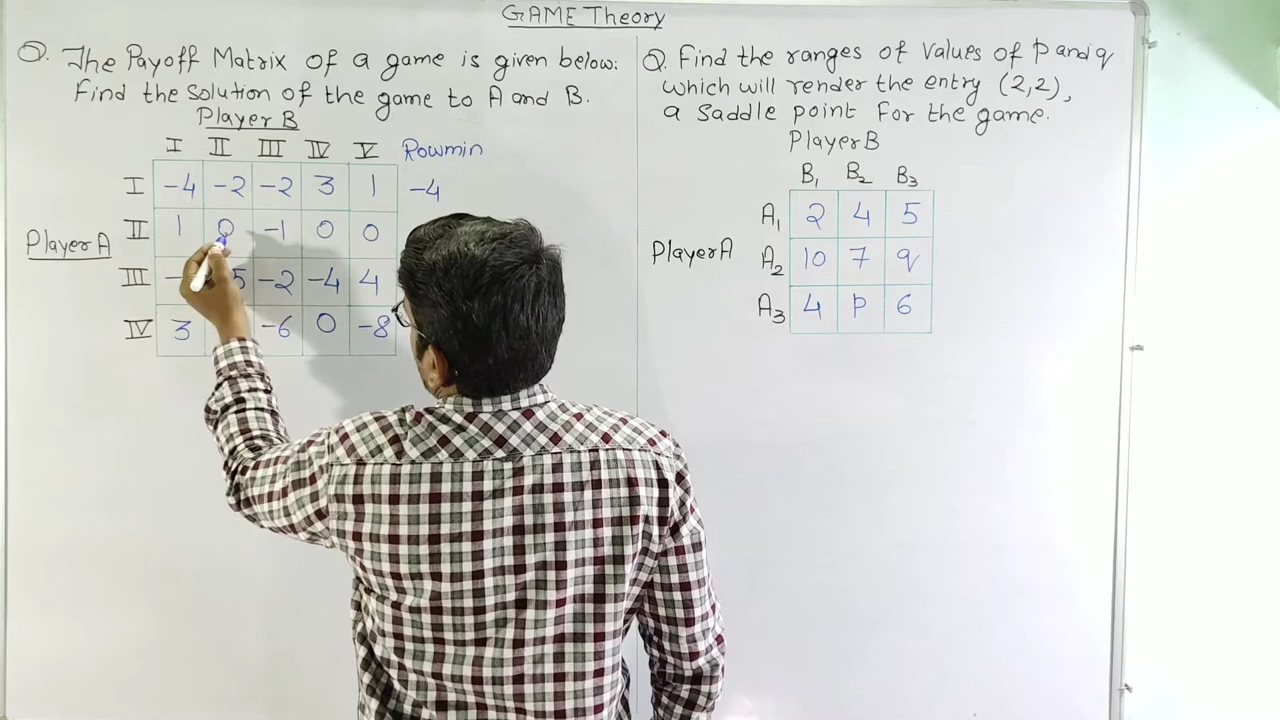 GAME Theory
Q. The Payoff Matrix of a game is given below.
Find the solution of the game to A and B.
Player B
I II III IV V Rowmin
I -4 -2 -2 3 1 -4
II 1 0 -1 0 0
Player A
III 5 -2 -4 4
IV 3 -6 0 -8
Q. Find the ranges of Values of p and q
which will render the entry (2,2),
a saddle point for the game.
Player B
B₁ B₂ B₃
A₁ 2 4 5
Player A A₂ 10 7 q
A₃ 4 p 6